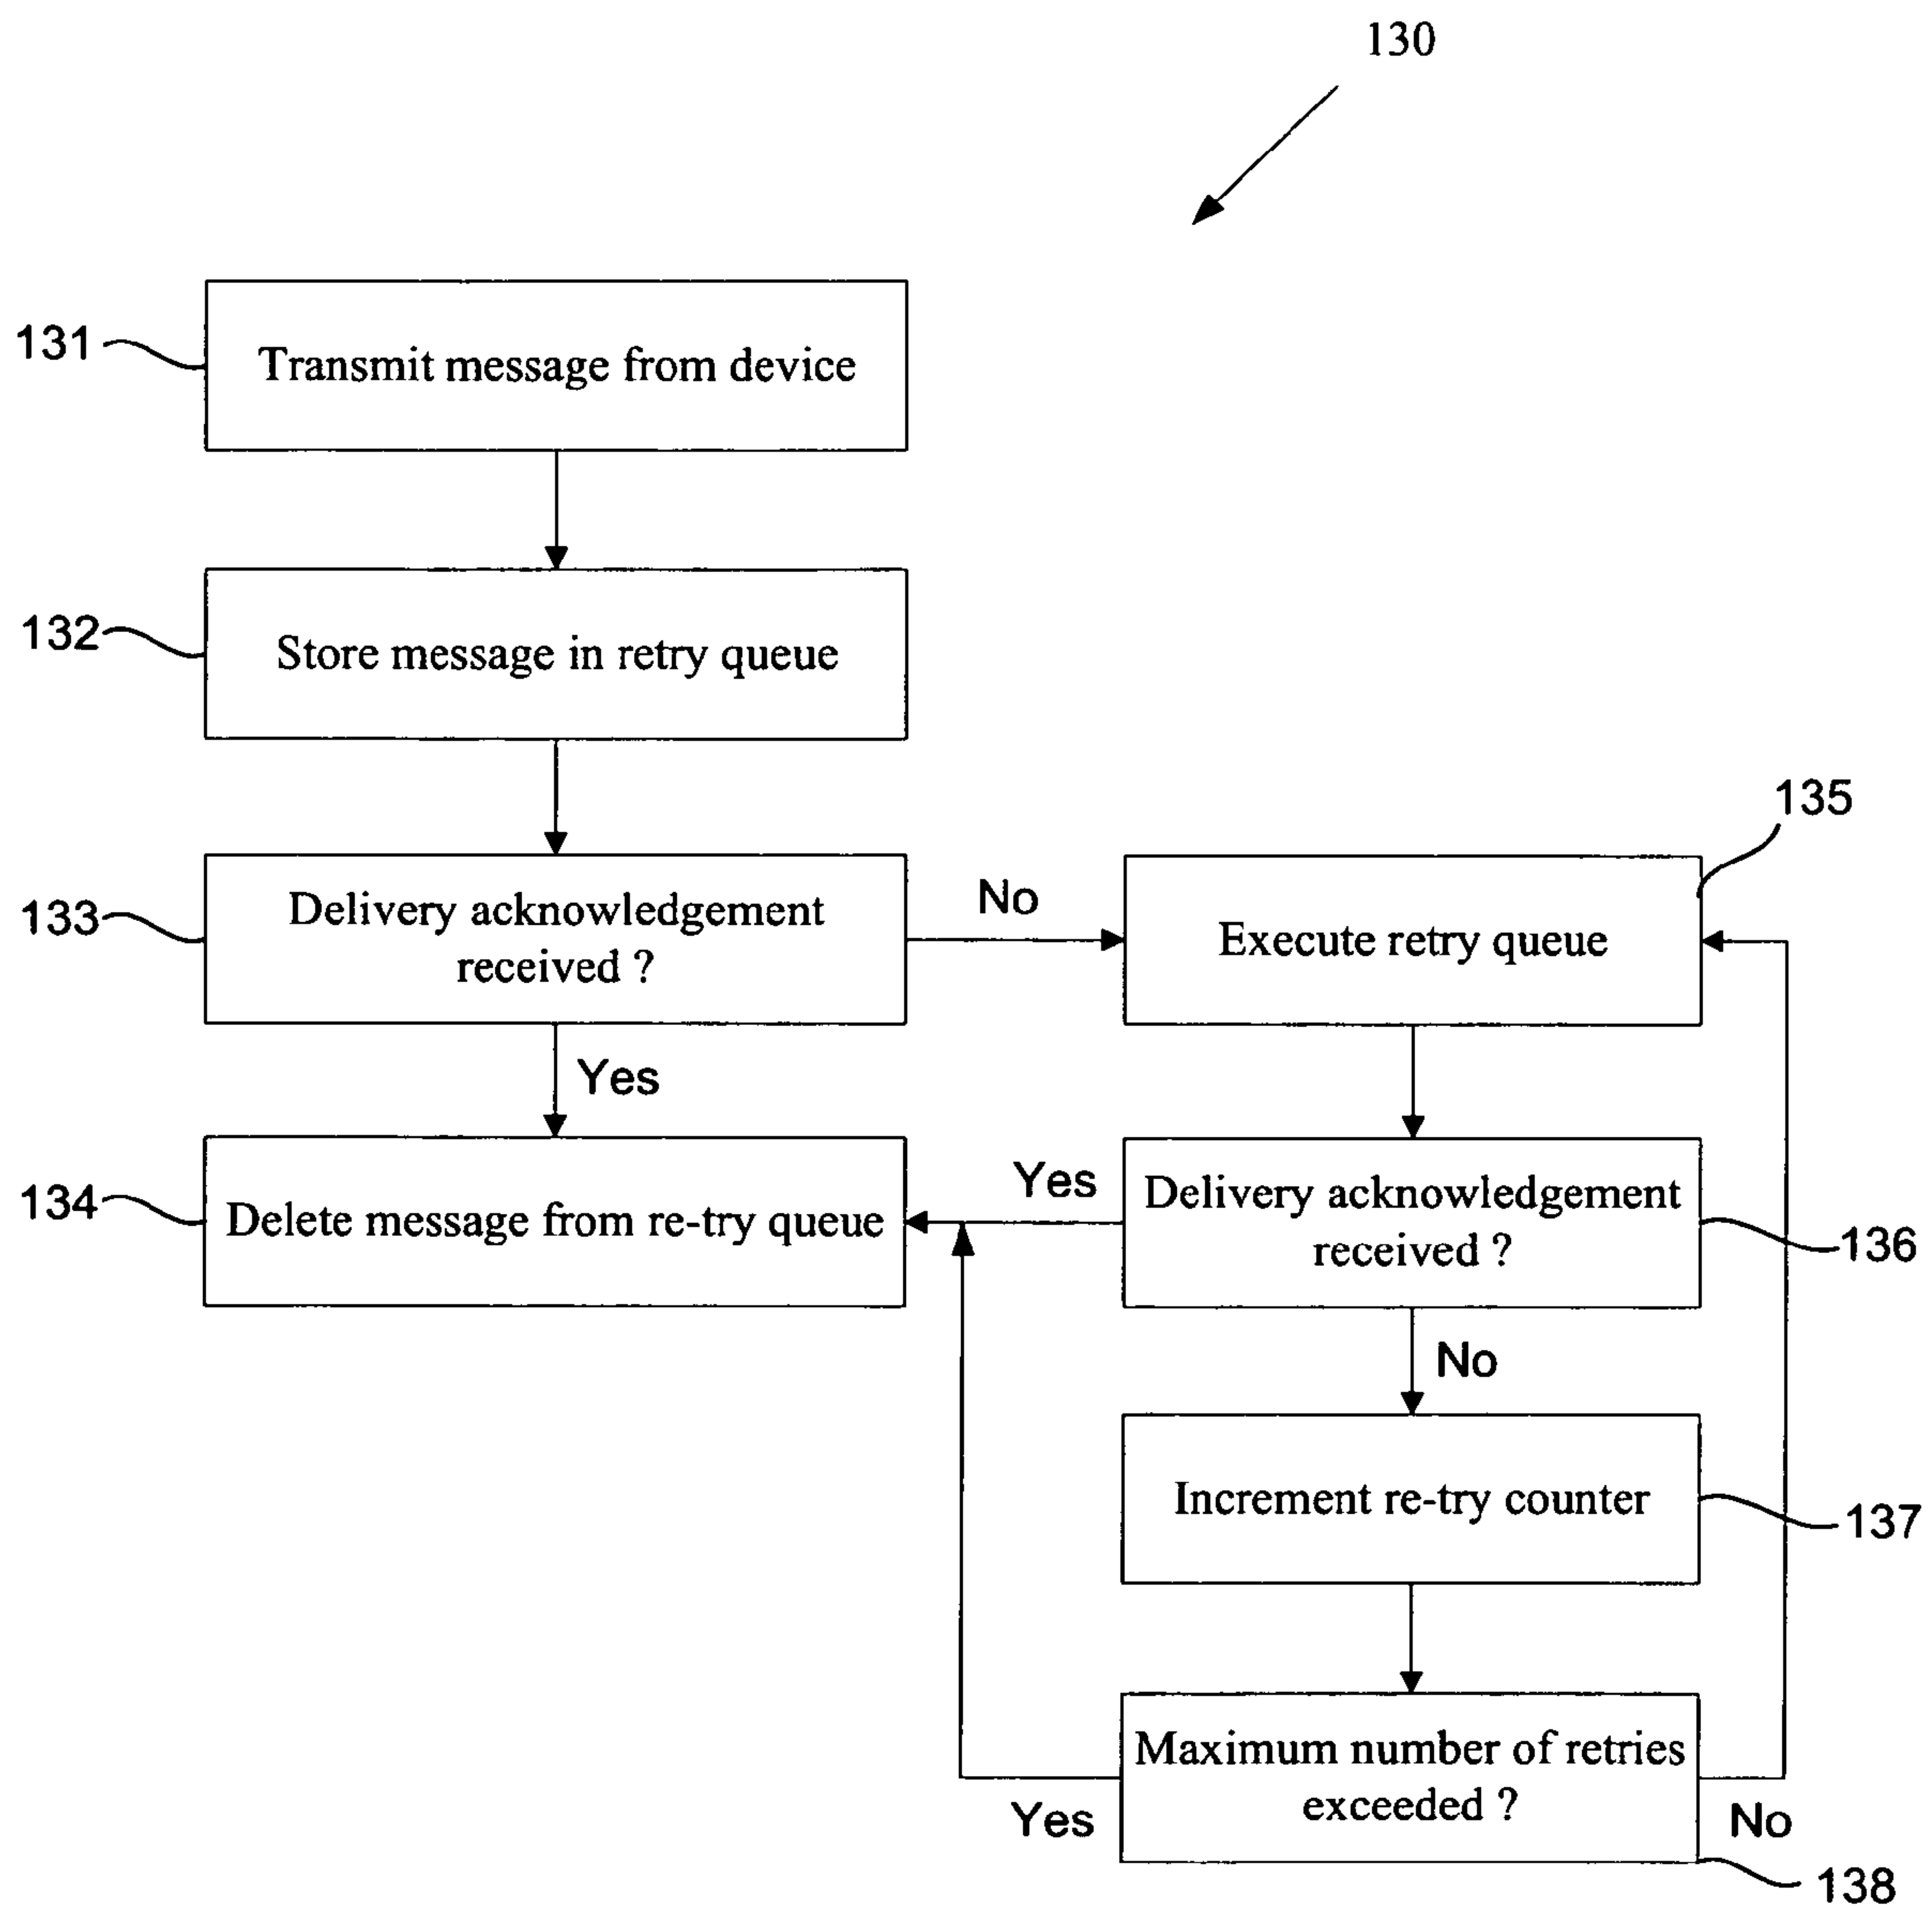 130
131
Transmit message from device
132
Store message in retry queue
135
133
Delivery acknowledgement
received ?
No
Execute retry queue
Yes
134
Delete message from re-try queue
Yes
Delivery acknowledgement
received ?
136
No
Increment re-try counter
137
Maximum number of retries
exceeded ?
Yes
No
138